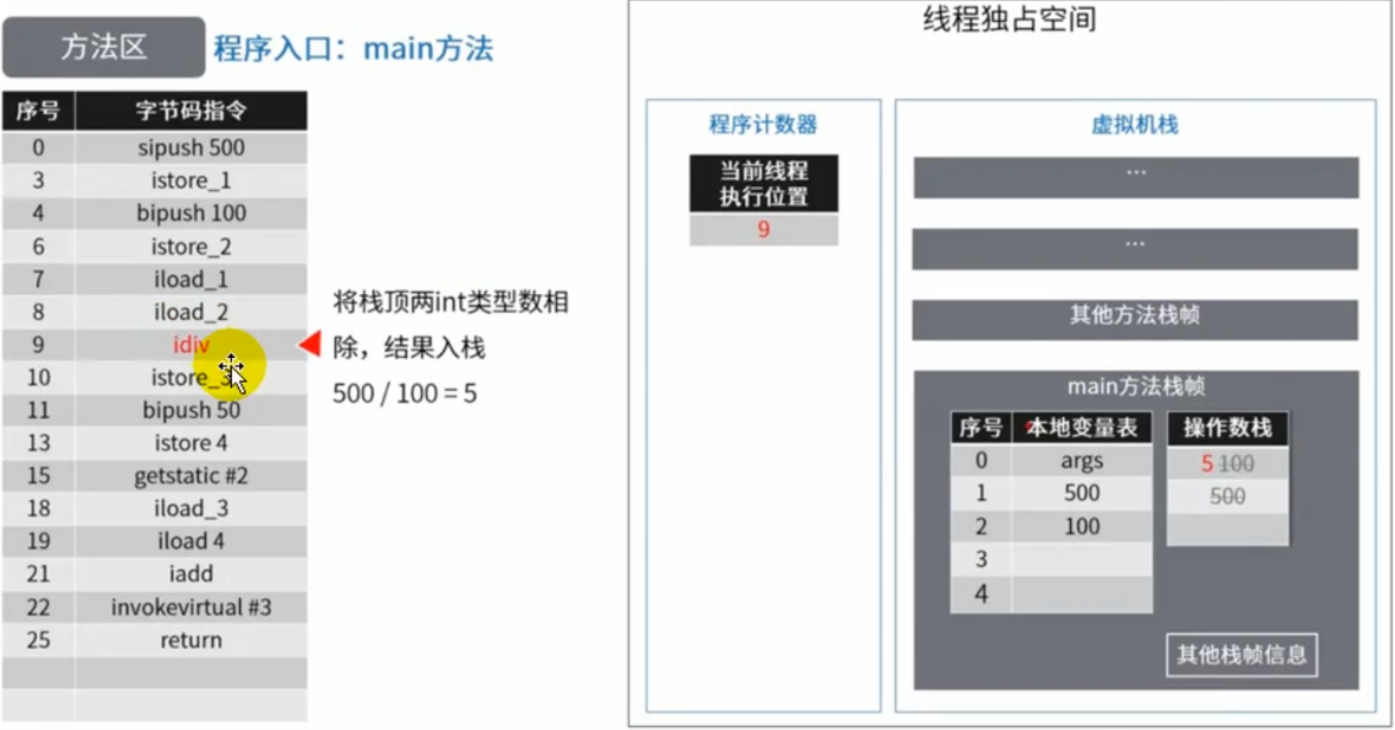 方法区 程序入口：main方法
序号 字节码指令
0 sipush 500
3 istore_1
4 bipush 100
6 istore_2
7 iload_1
8 iload_2
9 idiv
10 istore_3
11 bipush 50
13 istore 4
15 getstatic #2
18 iload_3
19 iload 4
21 iadd
22 invokevirtual #3
25 return
将栈顶两int类型数相
除，结果入栈
500 / 100 = 5
线程独占空间
程序计数器
当前线程
执行位置
9
虚拟机栈
...
...
其他方法栈帧
main方法栈帧
序号 本地变量表
0 args
1 500
2 100
3
4
操作数栈
5 100
500
其他栈帧信息